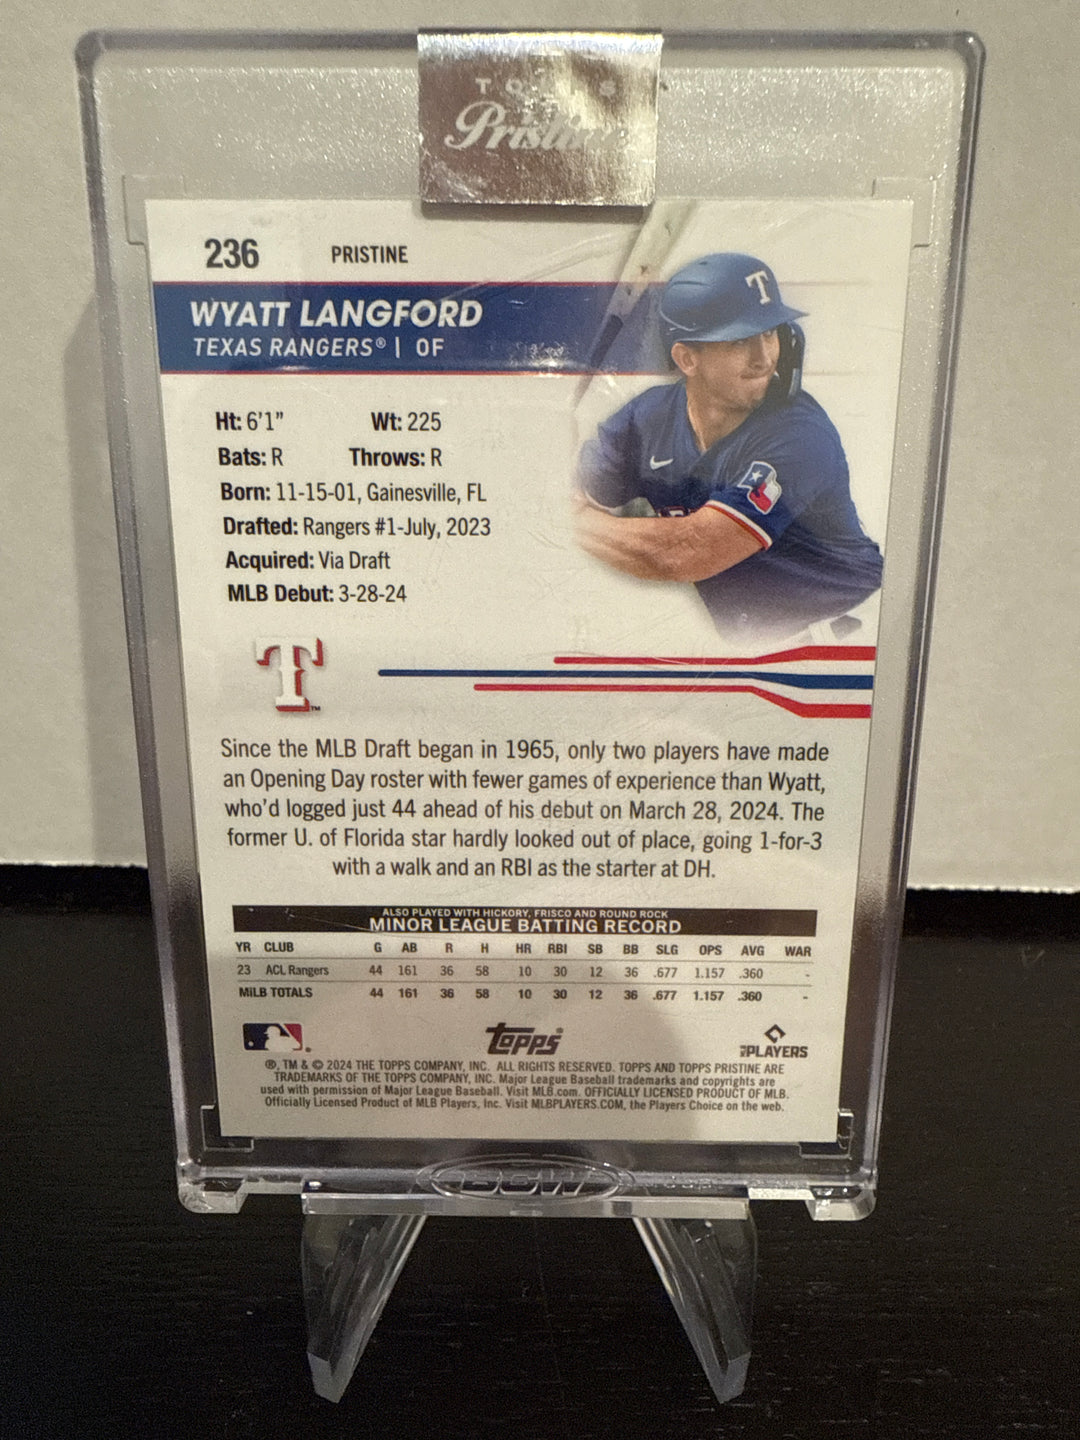 TOPPS
Pristine
236 PRISTINE
WYATT LANGFORD
TEXAS RANGERS® | OF
Ht: 6'1" Wt: 225
Bats: R Throws: R
Born: 11-15-01, Gainesville, FL
Drafted: Rangers #1-July, 2023
Acquired: Via Draft
MLB Debut: 3-28-24
T
T™
Since the MLB Draft began in 1965, only two players have made
an Opening Day roster with fewer games of experience than Wyatt,
who'd logged just 44 ahead of his debut on March 28, 2024. The
former U. of Florida star hardly looked out of place, going 1-for-3
with a walk and an RBI as the starter at DH.
ALSO PLAYED WITH HICKORY, FRISCO AND ROUND ROCK
MINOR LEAGUE BATTING RECORD
YR CLUB G AB R H HR RBI SB BB SLG OPS AVG WAR
23 ACL Rangers 44 161 36 58 10 30 12 36 .677 1.157 .360 -
MiLB TOTALS 44 161 36 58 10 30 12 36 .677 1.157 .360 -
topps
MLB PLAYERS
®, TM & © 2024 THE TOPPS COMPANY, INC. ALL RIGHTS RESERVED. TOPPS AND TOPPS PRISTINE ARE
TRADEMARKS OF THE TOPPS COMPANY, INC. Major League Baseball trademarks and copyrights are
used with permission of Major League Baseball. Visit MLB.com. OFFICIALLY LICENSED PRODUCT OF MLB.
Officially Licensed Product of MLB Players, Inc. Visit MLBPLAYERS.COM, the Players Choice on the web.
BCW